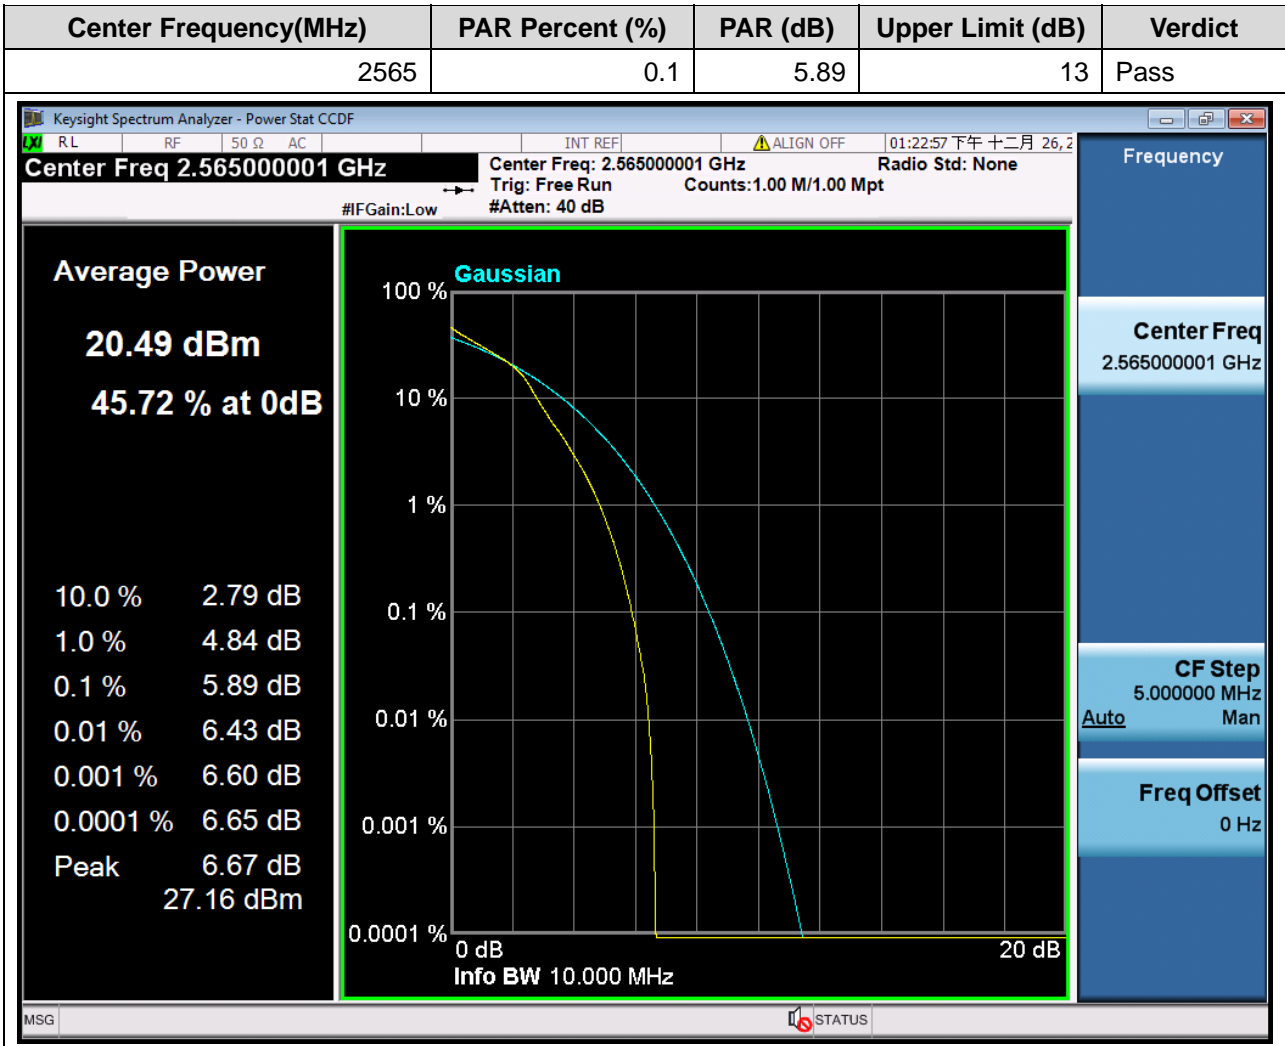 Center Frequency(MHz) PAR Percent (%) PAR (dB) Upper Limit (dB) Verdict
2565 0.1 5.89 13 Pass
Keysight Spectrum Analyzer - Power Stat CCDF
LXI RL RF 50 Ω AC INT REF ALIGN OFF 01:22:57 下午 十二月 26, 2
Center Freq 2.565000001 GHz
Center Freq: 2.565000001 GHz Radio Std: None
Trig: Free Run Counts:1.00 M/1.00 Mpt
#IFGain:Low #Atten: 40 dB
Average Power
20.49 dBm
45.72 % at 0dB
10.0 % 2.79 dB
1.0 % 4.84 dB
0.1 % 5.89 dB
0.01 % 6.43 dB
0.001 % 6.60 dB
0.0001 % 6.65 dB
Peak 6.67 dB
27.16 dBm
Gaussian
100 %
10 %
1 %
0.1 %
0.01 %
0.001 %
0.0001 %
0 dB 20 dB
Info BW 10.000 MHz
Frequency
Center Freq
2.565000001 GHz
CF Step
5.000000 MHz
Auto Man
Freq Offset
0 Hz
MSG STATUS